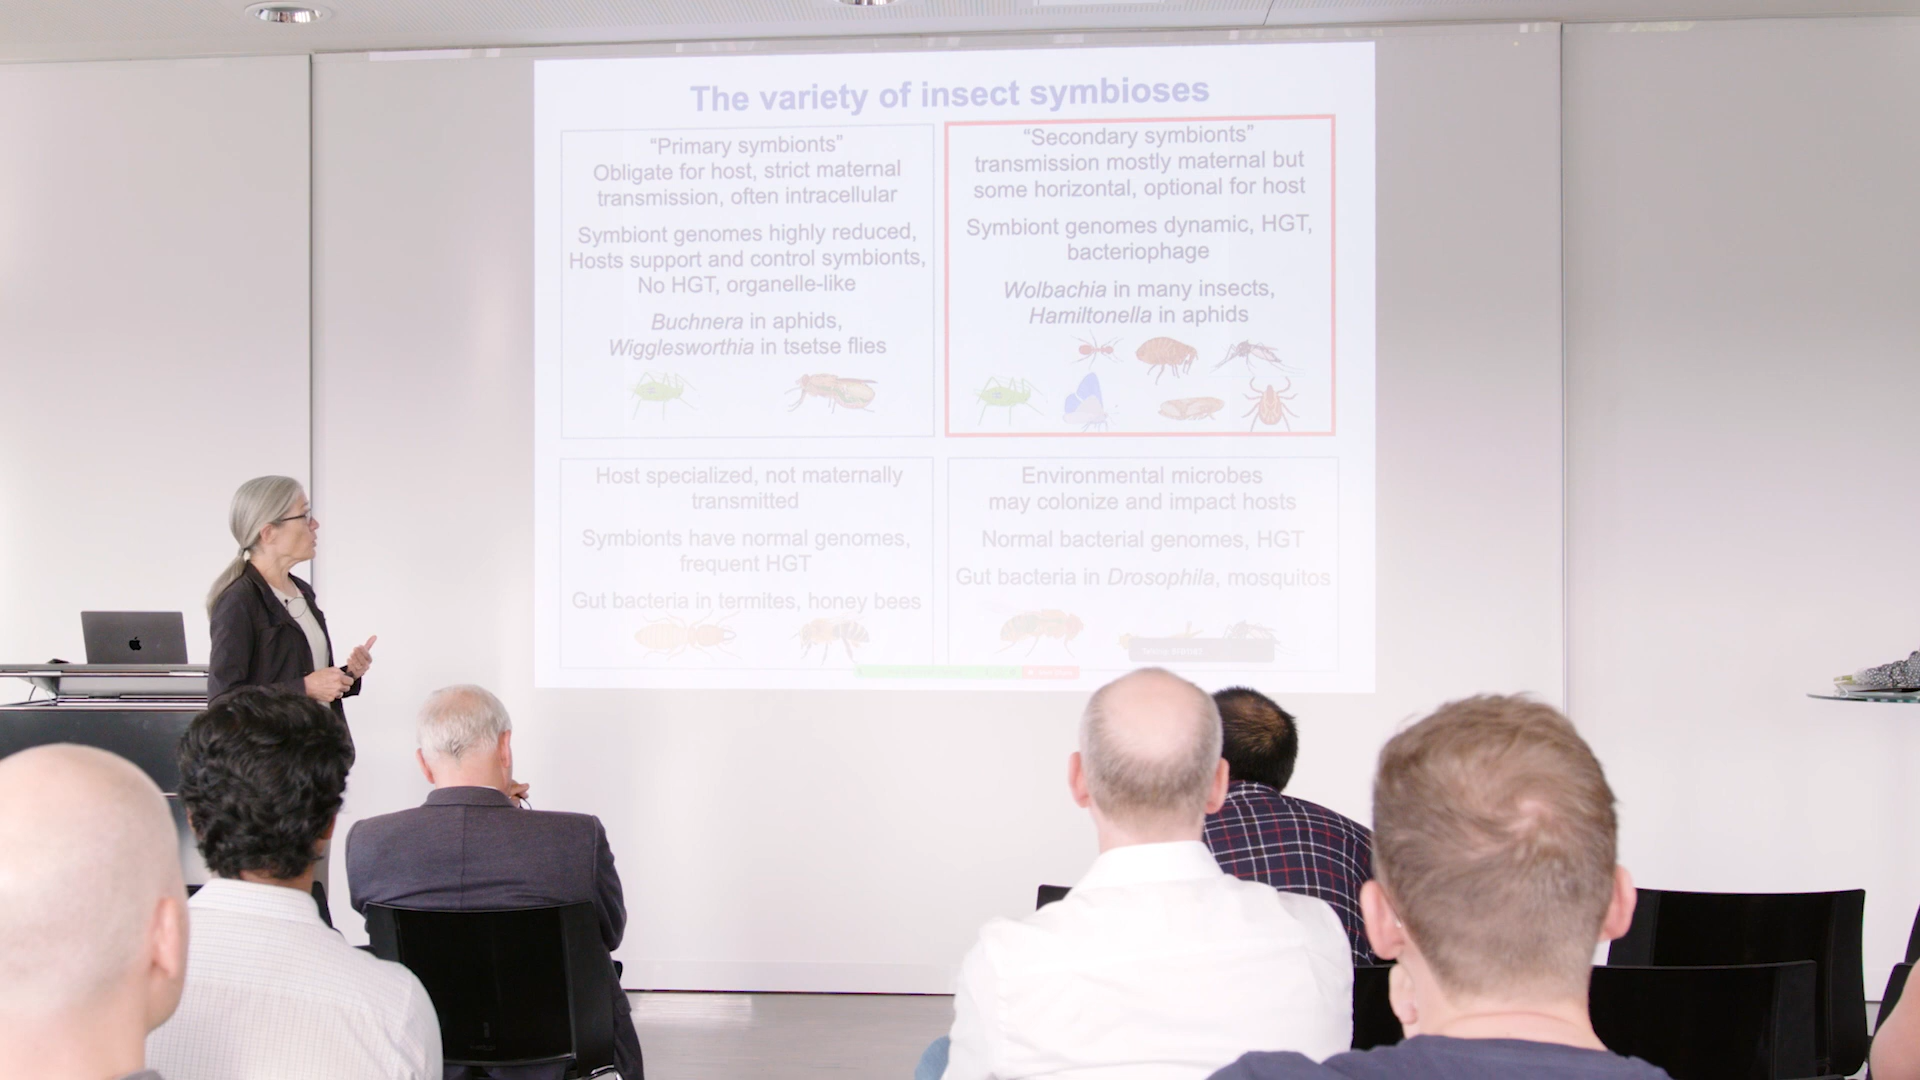 The variety of insect symbioses
“Primary symbionts”
Obligate for host, strict maternal
transmission, often intracellular
Symbiont genomes highly reduced,
Hosts support and control symbionts,
No HGT, organelle-like
Buchnera in aphids,
Wigglesworthia in tsetse flies
“Secondary symbionts”
transmission mostly maternal but
some horizontal, optional for host
Symbiont genomes dynamic, HGT,
bacteriophage
Wolbachia in many insects,
Hamiltonella in aphids
Host specialized, not maternally
transmitted
Symbionts have normal genomes,
frequent HGT
Gut bacteria in termites, honey bees
Environmental microbes
may colonize and impact hosts
Normal bacterial genomes, HGT
Gut bacteria in Drosophila, mosquitos